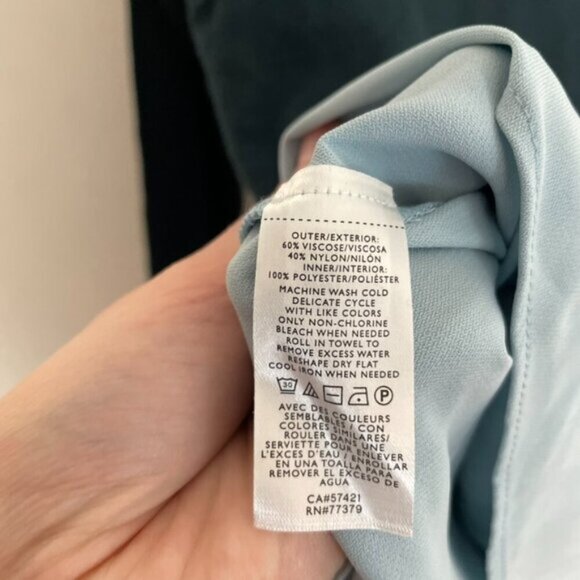 OUTER/EXTERIOR:
60% VISCOSE/VISCOSA
40% NYLON/NILÓN
INNER/INTERIOR:
100% POLYESTER/POLIÉSTER
MACHINE WASH COLD
DELICATE CYCLE
WITH LIKE COLORS
ONLY NON-CHLORINE
BLEACH WHEN NEEDED
ROLL IN TOWEL TO
REMOVE EXCESS WATER
RESHAPE DRY FLAT
COOL IRON WHEN NEEDED
30 P
AVEC DES COULEURS
SEMBLABLES/ CON
COLORES SIMILARES/
ROULER DANS UNE
SERVIETTE POUR ENLEVER
L'EXCES D'EAU / ENROLLAR
EN UNA TOALLA PARA
REMOVER EL EXCESO DE
AGUA
CA#57421
RN#77379